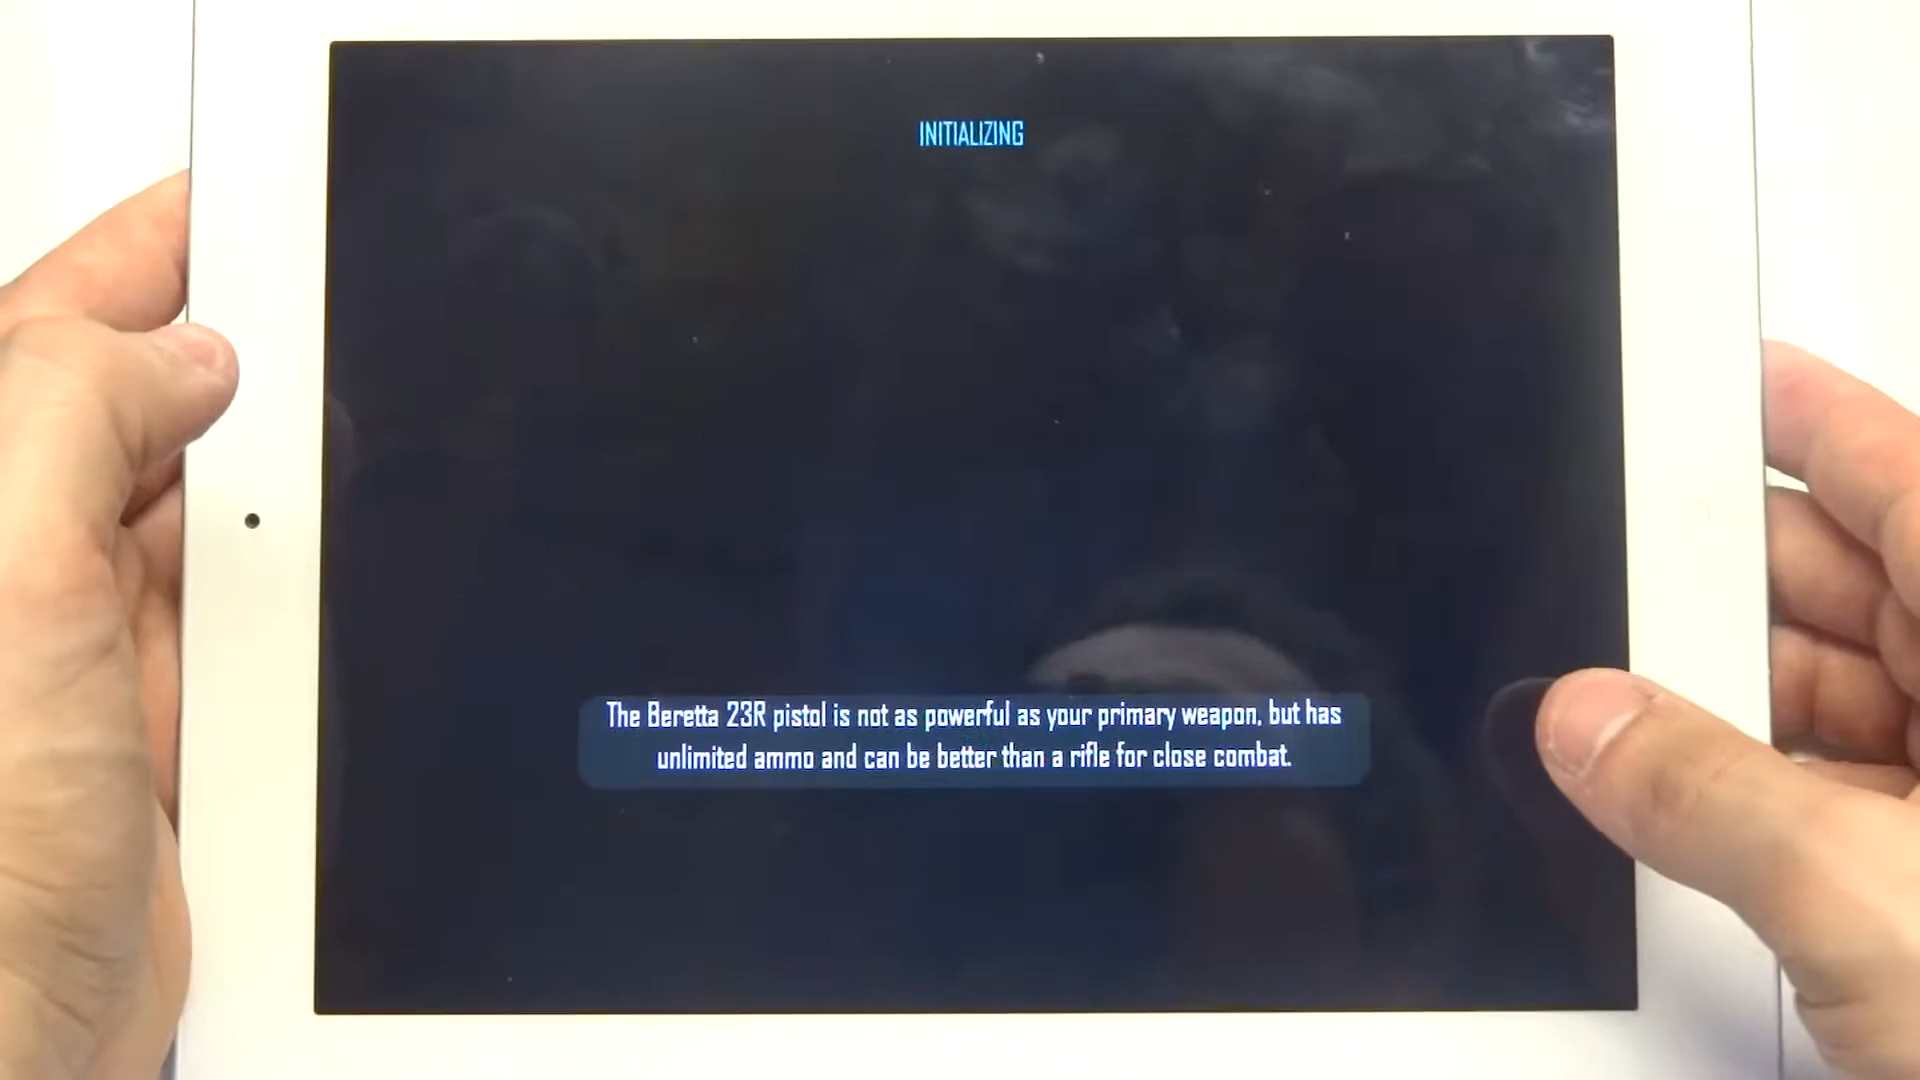 INITIALIZING
The Beretta 23R pistol is not as powerful as your primary weapon, but has
unlimited ammo and can be better than a rifle for close combat.